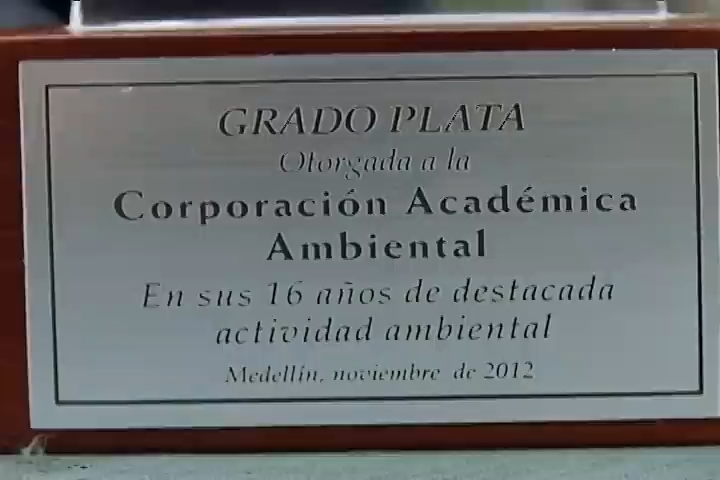 GRADO PLATA
Otorgada a la
Corporación Académica
Ambiental
En sus 16 años de destacada
actividad ambiental
Medellín, noviembre de 2012